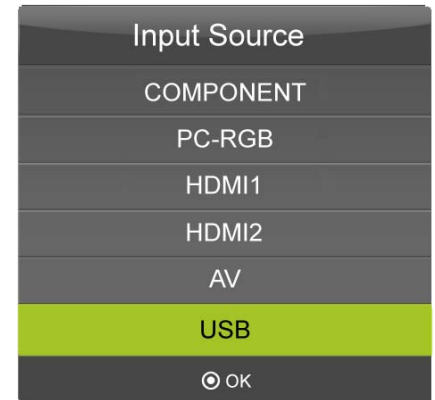 Input Source
COMPONENT
PC-RGB
HDMI1
HDMI2
AV
USB
OK